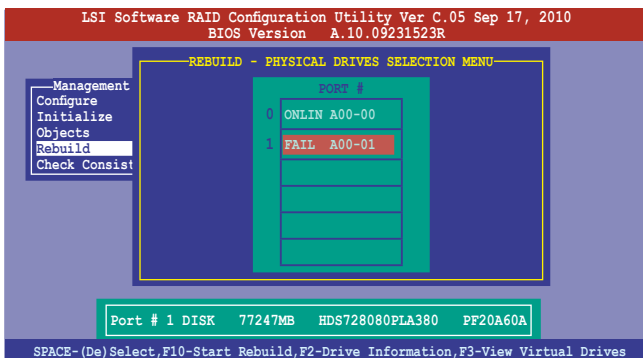 LSI Software RAID Configuration Utility Ver C.05 Sep 17, 2010
BIOS Version A.10.09231523R
REBUILD - PHYSICAL DRIVES SELECTION MENU
Management
Configure
Initialize
Objects
Rebuild
Check Consist
PORT #
0 ONLIN A00-00
1 FAIL A00-01
Port # 1 DISK 77247MB HDS728080PLA380 PF20A60A
SPACE-(De)Select,F10-Start Rebuild,F2-Drive Information,F3-View Virtual Drives